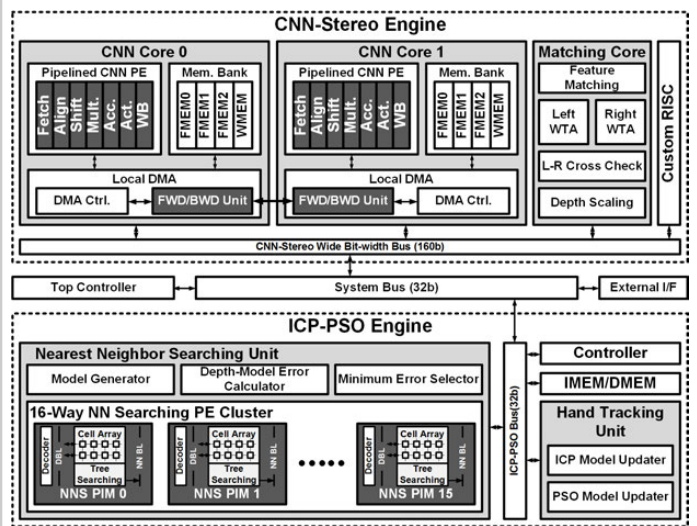 CNN-Stereo Engine
CNN Core 0
Pipelined CNN PE
Fetch
Align
Shift
Mult.
Acc.
Act.
WB
Mem. Bank
FMEM0
FMEM1
FMEM2
WMEM
Local DMA
DMA Ctrl.
FWD/BWD Unit
CNN Core 1
Pipelined CNN PE
Fetch
Align
Shift
Mult.
Acc.
Act.
WB
Mem. Bank
FMEM0
FMEM1
FMEM2
WMEM
Local DMA
FWD/BWD Unit
DMA Ctrl.
Matching Core
Feature
Matching
Left
WTA
Right
WTA
L-R Cross Check
Depth Scaling
Custom RISC
CNN-Stereo Wide Bit-width Bus (160b)
Top Controller
System Bus (32b)
External I/F
ICP-PSO Engine
Nearest Neighbor Searching Unit
Model Generator
Depth-Model Error
Calculator
Minimum Error Selector
16-Way NN Searching PE Cluster
Decoder
DBL
Cell Array
Tree
Searching
NN BL
NNS PIM 0
Decoder
DBL
Cell Array
Tree
Searching
NN BL
NNS PIM 1
Decoder
DBL
Cell Array
Tree
Searching
NN BL
NNS PIM 15
ICP-PSO Bus(32b)
Controller
IMEM/DMEM
Hand Tracking
Unit
ICP Model Updater
PSO Model Updater